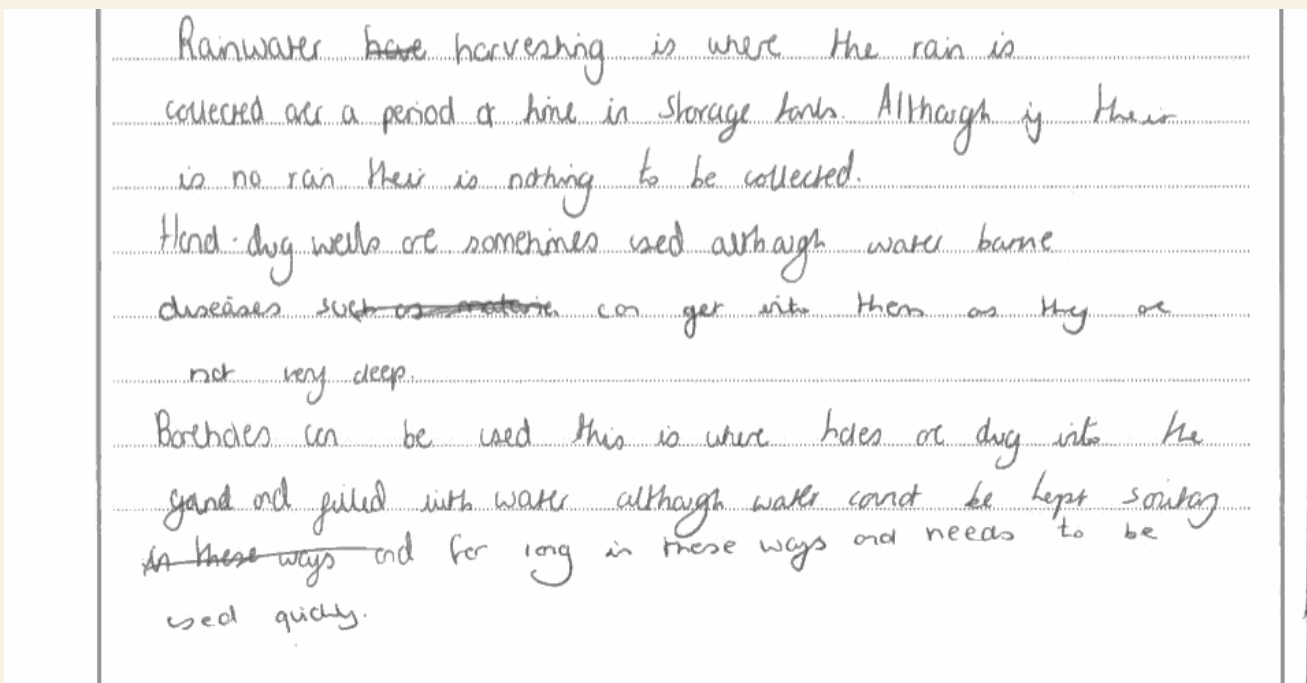 Rainwater have harvesting is where the rain is
collected over a period of time in storage tanks. Although if their
is no rain their is nothing to be collected.
Hand-dug wells are sometimes used although water borne
diseases such as malaria can get into them as they are
not very deep.
Boreholes can be used this is where holes are dug into the
ground and filled with water although water cannot be kept sanitary
in these ways and for long in these ways and needs to be
used quickly.